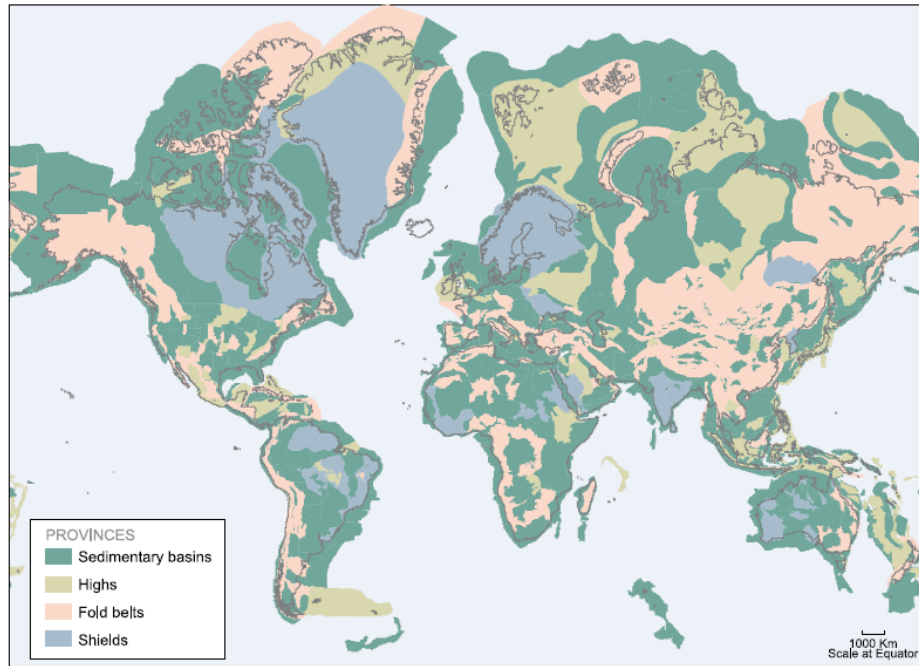 PROVINCES
Sedimentary basins
Highs
Fold belts
Shields
1000 Km
Scale at Equator